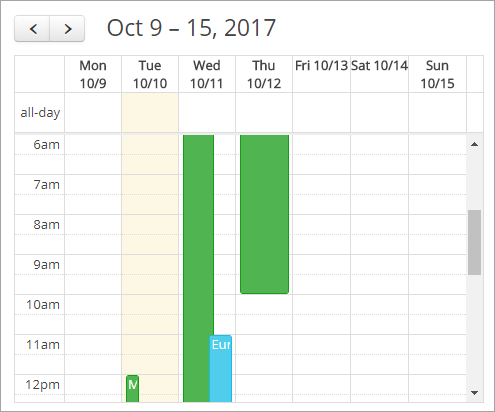 Oct 9 – 15, 2017
Mon
10/9
Tue
10/10
Wed
10/11
Thu
10/12
Fri 10/13
Sat 10/14
Sun
10/15
all-day
6am
7am
8am
9am
10am
11am
Eur
12pm
M